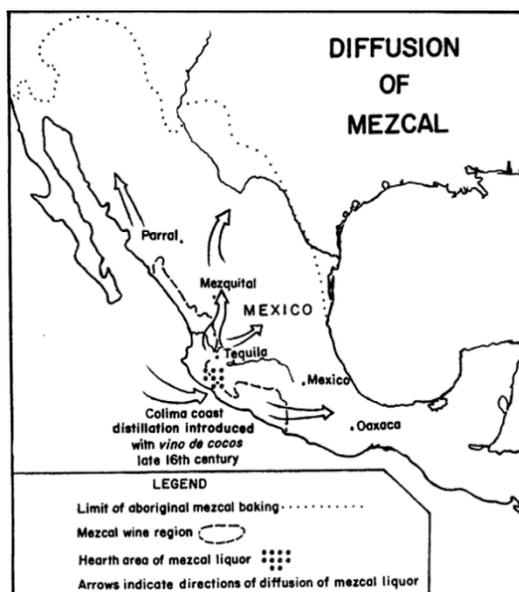 DIFFUSION
OF
MEZCAL
Parral
Mezquital
MEXICO
Tequila
Mexico
Oaxaca
Colima coast
distillation introduced
with vino de cocos
late 16th century
LEGEND
Limit of aboriginal mezcal baking
Mezcal wine region
Hearth area of mezcal liquor
Arrows indicate directions of diffusion of mezcal liquor